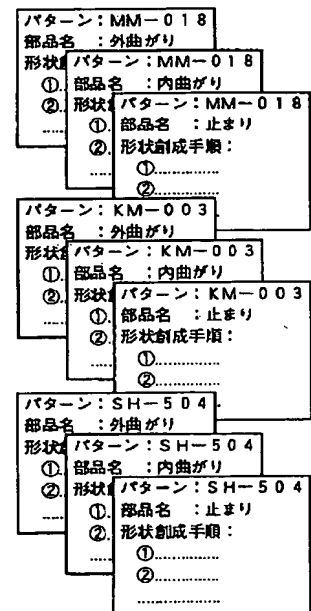 パターン：MM－０１８
部品名　：外曲がり
形状創
①.
②.
......
パターン：MM－０１８
部品名　：内曲がり
形状創
①.
②.
......
パターン：MM－０１８
部品名　：止まり
形状創成手順：
①...............
②...............
パターン：KM－００３
部品名　：外曲がり
形状創
①.
②.
......
パターン：KM－００３
部品名　：内曲がり
形状創
①.
②.
......
パターン：KM－００３
部品名　：止まり
形状創成手順：
①...............
②...............
パターン：SH－５０４
部品名　：外曲がり
形状創
①.
②.
......
パターン：SH－５０４
部品名　：内曲がり
形状創
①.
②.
......
パターン：SH－５０４
部品名　：止まり
形状創成手順：
①...............
②...............
...............